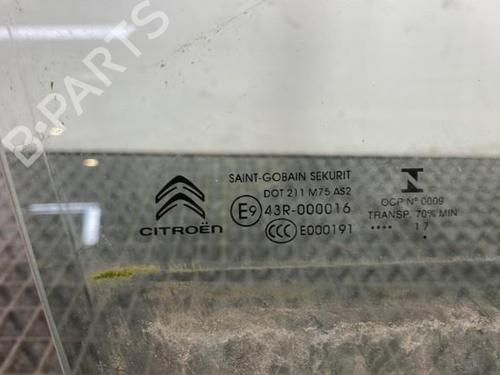 B-PARTS
CITROËN
SAINT-GOBAIN SEKURIT
DOT 211 M75 AS2
E9 43R-000016
CCC E000191
N
OCP Nº 0009
TRANSP. 70% MIN
•••• 17